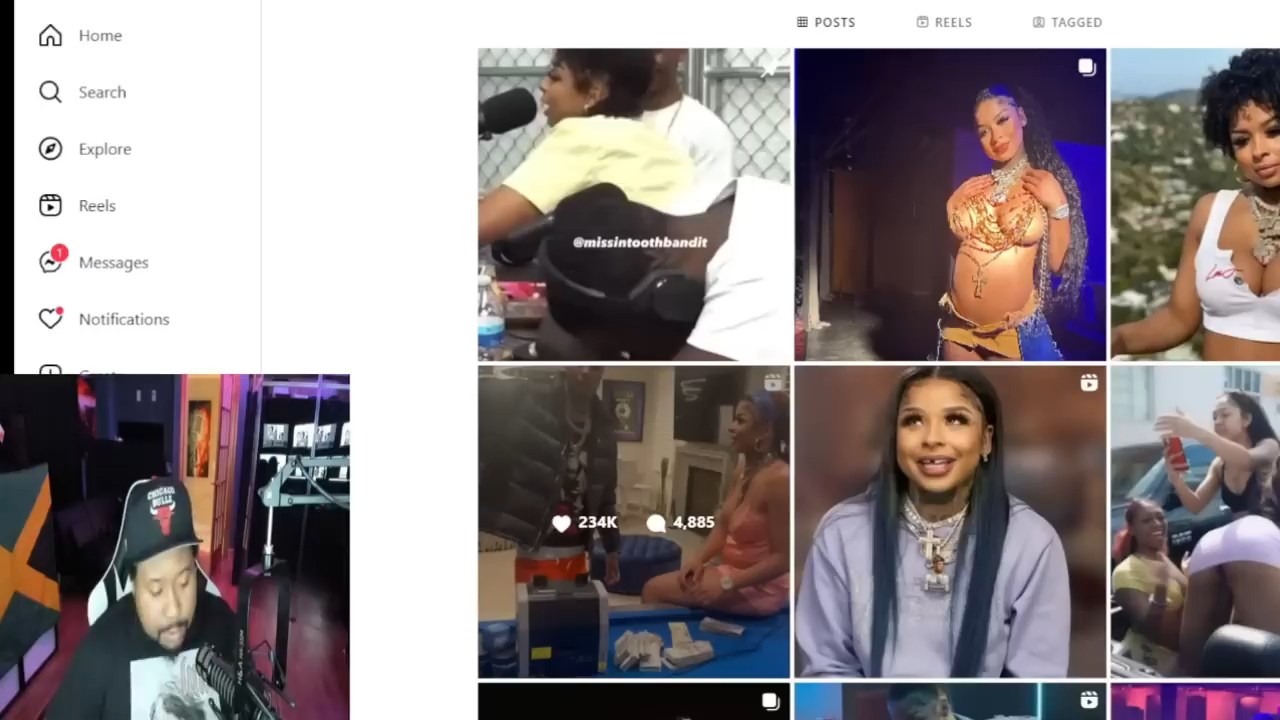 Home
Search
Explore
Reels
1
Messages
Notifications
POSTS
REELS
TAGGED
@missintoothbandit
234K
4,885
CHICAGO
BULLS